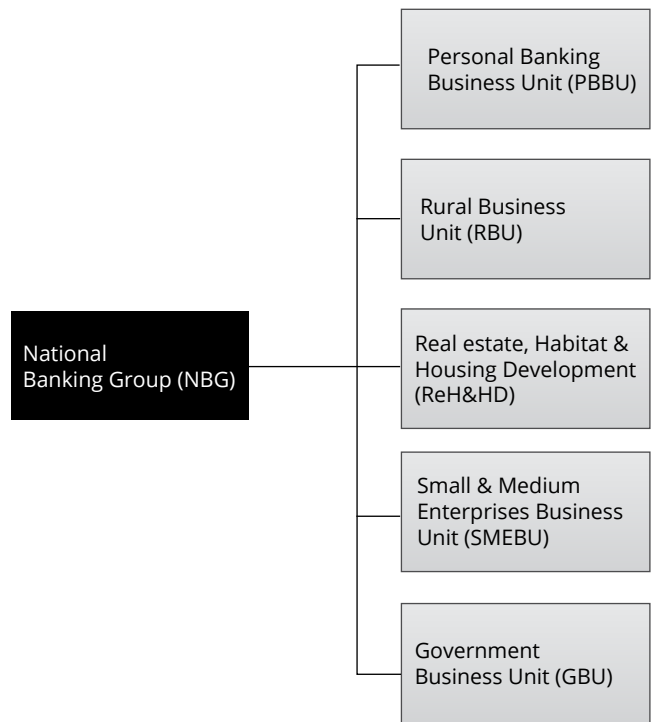 Personal Banking
Business Unit (PBBU)
Rural Business
Unit (RBU)
National
Banking Group (NBG)
Real estate, Habitat &
Housing Development
(ReH&HD)
Small & Medium
Enterprises Business
Unit (SMEBU)
Government
Business Unit (GBU)